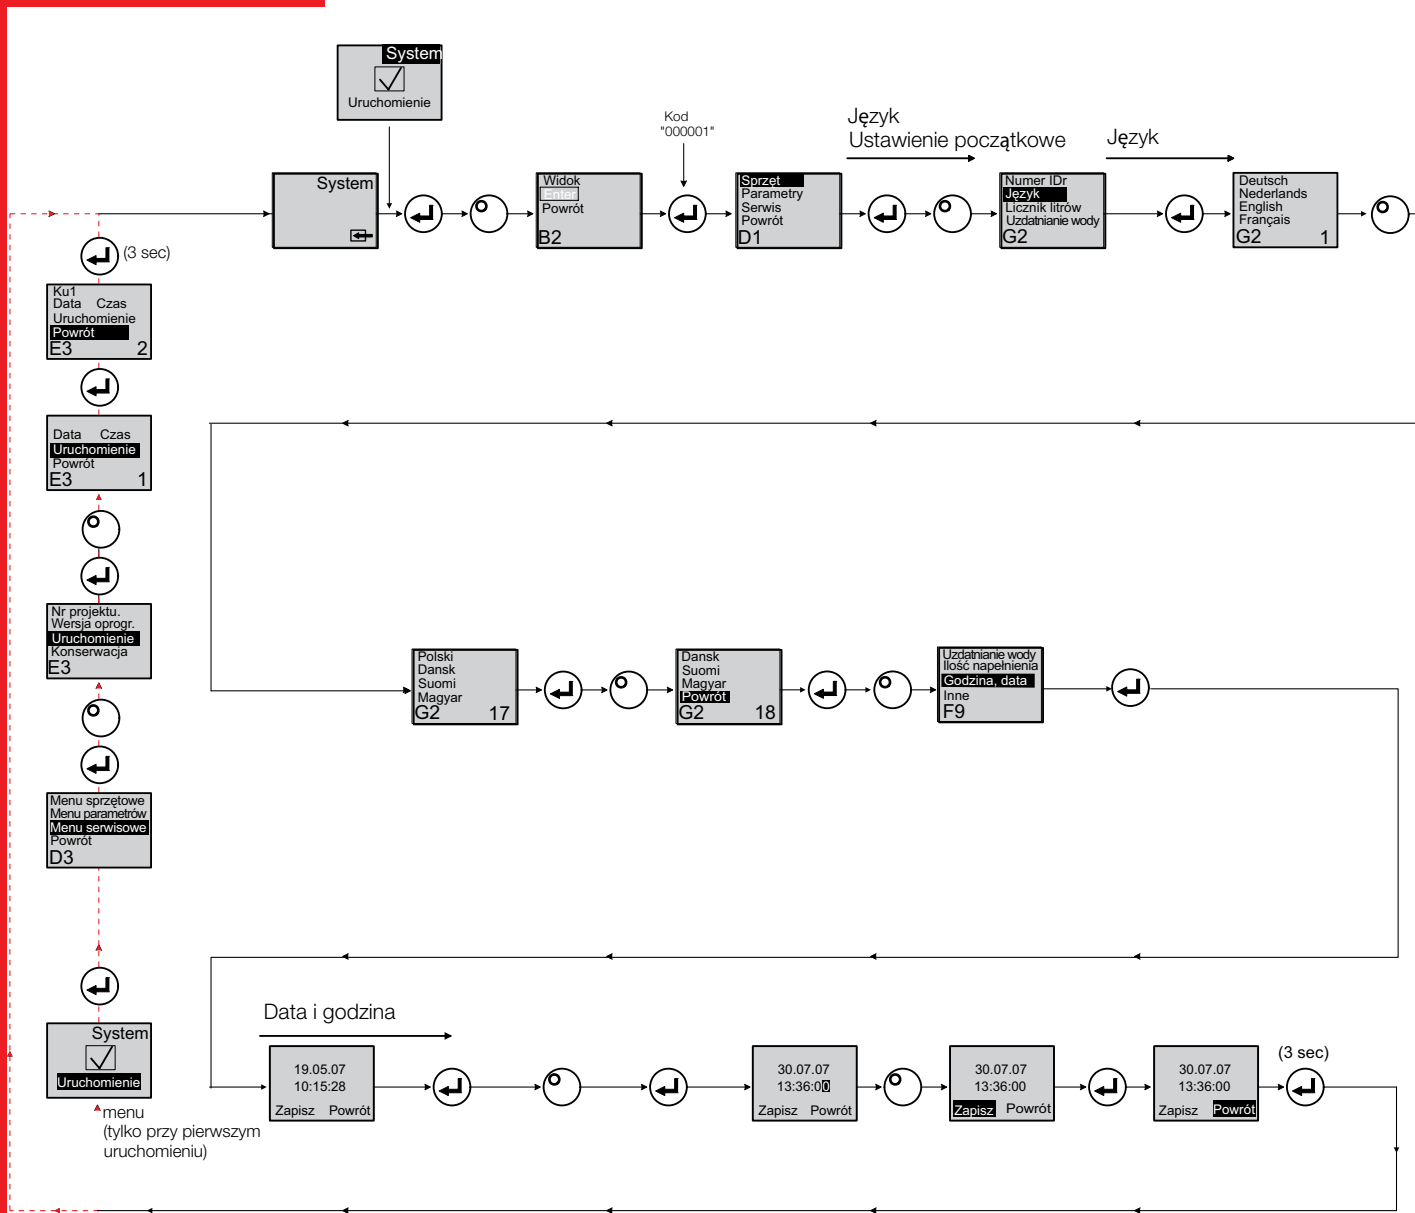 System
Uruchomienie
Kod
"000001"
Język
Ustawienie początkowe
Język
System
Widok
Enter
Powrót
B2
Sprzęt
Parametry
Serwis
Powrót
D1
Numer IDr
Język
Licznik litrów
Uzdatnianie wody
G2
Deutsch
Nederlands
English
Français
G2 1
(3 sec)
Ku1
Data Czas
Uruchomienie
Powrót
E3 2
Data Czas
Uruchomienie
Powrót
E3 1
Nr projektu.
Wersja oprogr.
Uruchomienie
Konserwacja
E3
Polski
Dansk
Suomi
Magyar
G2 17
Dansk
Suomi
Magyar
Powrót
G2 18
Uzdatnianie wody
Ilość napełnienia
Godzina, data
Inne
F9
Menu sprzętowe
Menu parametrów
Menu serwisowe
Powrót
D3
System
Uruchomienie
menu
(tylko przy pierwszym
uruchomieniu)
Data i godzina
19.05.07
10:15:28
Zapisz Powrót
30.07.07
13:36:00
Zapisz Powrót
30.07.07
13:36:00
Zapisz Powrót
30.07.07
13:36:00
Zapisz Powrót
(3 sec)